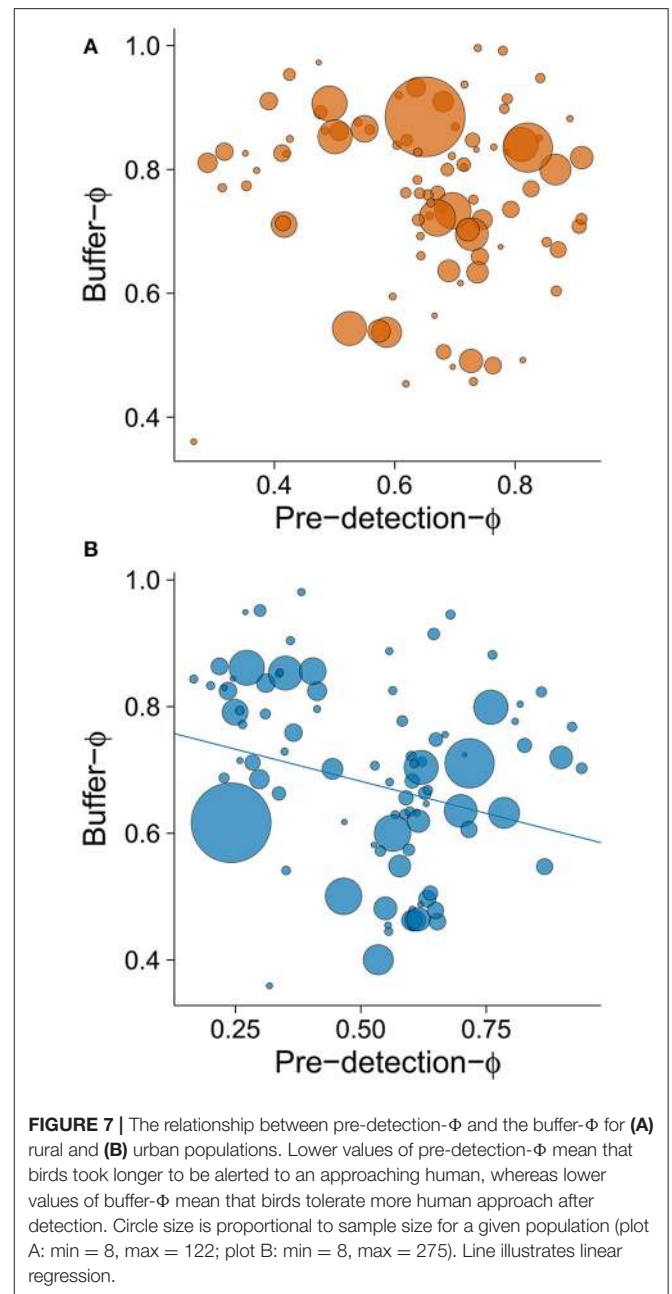 A
1.0
0.8
0.6
0.4
Buffer-ϕ
0.4 0.6 0.8
Pre-detection-ϕ
B
1.0
0.8
0.6
0.4
Buffer-ϕ
0.25 0.50 0.75
Pre-detection-ϕ
FIGURE 7 | The relationship between pre-detection-Φ and the buffer-Φ for (A)
rural and (B) urban populations. Lower values of pre-detection-Φ mean that
birds took longer to be alerted to an approaching human, whereas lower
values of buffer-Φ mean that birds tolerate more human approach after
detection. Circle size is proportional to sample size for a given population (plot
A: min = 8, max = 122; plot B: min = 8, max = 275). Line illustrates linear
regression.